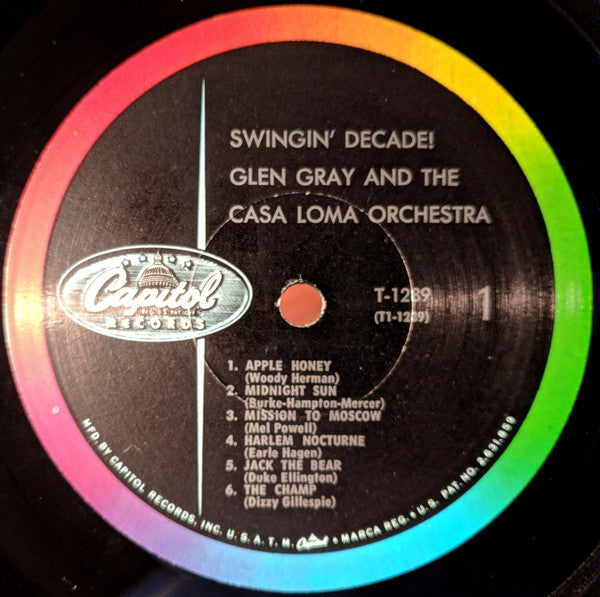 SWINGIN' DECADE!
GLEN GRAY AND THE
CASA LOMA ORCHESTRA
Capitol
RECORDS
T-1289
(T1-1289)
1
1. APPLE HONEY
(Woody Herman)
2. MIDNIGHT SUN
(Burke-Hampton-Mercer)
3. MISSION TO MOSCOW
(Mel Powell)
4. HARLEM NOCTURNE
(Earle Hagen)
5. JACK THE BEAR
(Duke Ellington)
6. THE CHAMP
(Dizzy Gillespie)
MFD. BY CAPITOL RECORDS, INC. U. S. A. T. M. Capitol • MARCA REG. • U. S. PAT. NO. 2,631,859